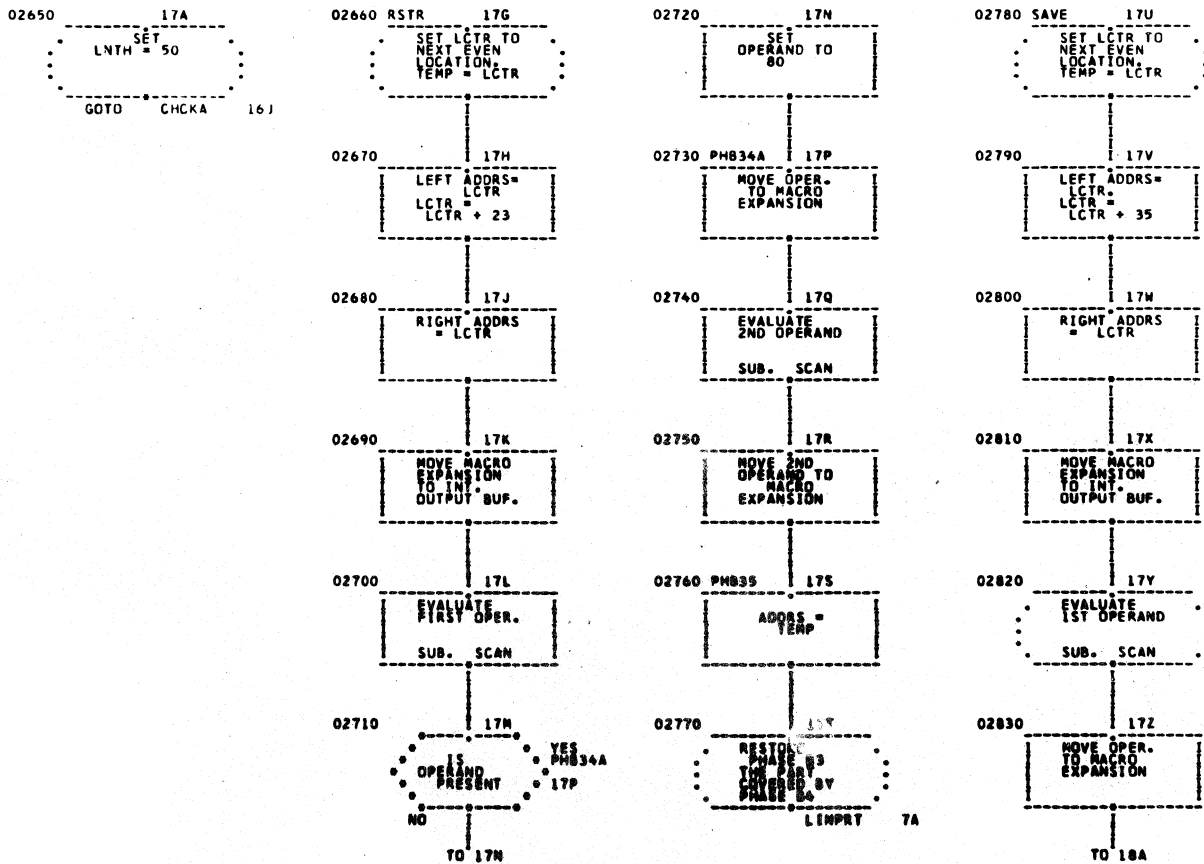 02650 17A
SET
LNTH = 50
GOTO CHCKA 16J
02660 RSTR 17G
SET LCTR TO
NEXT EVEN
LOCATION.
TEMP = LCTR
02670 17H
LEFT ADDRS=
LCTR
LCTR =
LCTR + 23
02680 17J
RIGHT ADDRS
= LCTR
02690 17K
MOVE MACRO
EXPANSION
TO INT.
OUTPUT BUF.
02700 17L
EVALUATE
FIRST OPER.
SUB. SCAN
02710 17M
IS
OPERAND
PRESENT
YES
PHB34A
17P
NO
TO 17N
02720 17N
SET
OPERAND TO
80
02730 PHB34A 17P
MOVE OPER.
TO MACRO
EXPANSION
02740 17Q
EVALUATE
2ND OPERAND
SUB. SCAN
02750 17R
MOVE 2ND
OPERAND TO
MACRO
EXPANSION
02760 PHB35 17S
ADDRS =
TEMP
02770
RESTORE
PHASE B3
THE PART
COVERED BY
PHASE B4
LINPRT 7A
02780 SAVE 17U
SET LCTR TO
NEXT EVEN
LOCATION.
TEMP = LCTR
02790 17V
LEFT ADDRS=
LCTR.
LCTR =
LCTR + 35
02800 17W
RIGHT ADDRS
= LCTR
02810 17X
MOVE MACRO
EXPANSION
TO INT.
OUTPUT BUF.
02820 17Y
EVALUATE
1ST OPERAND
SUB. SCAN
02830 17Z
MOVE OPER.
TO MACRO
EXPANSION
TO 18A